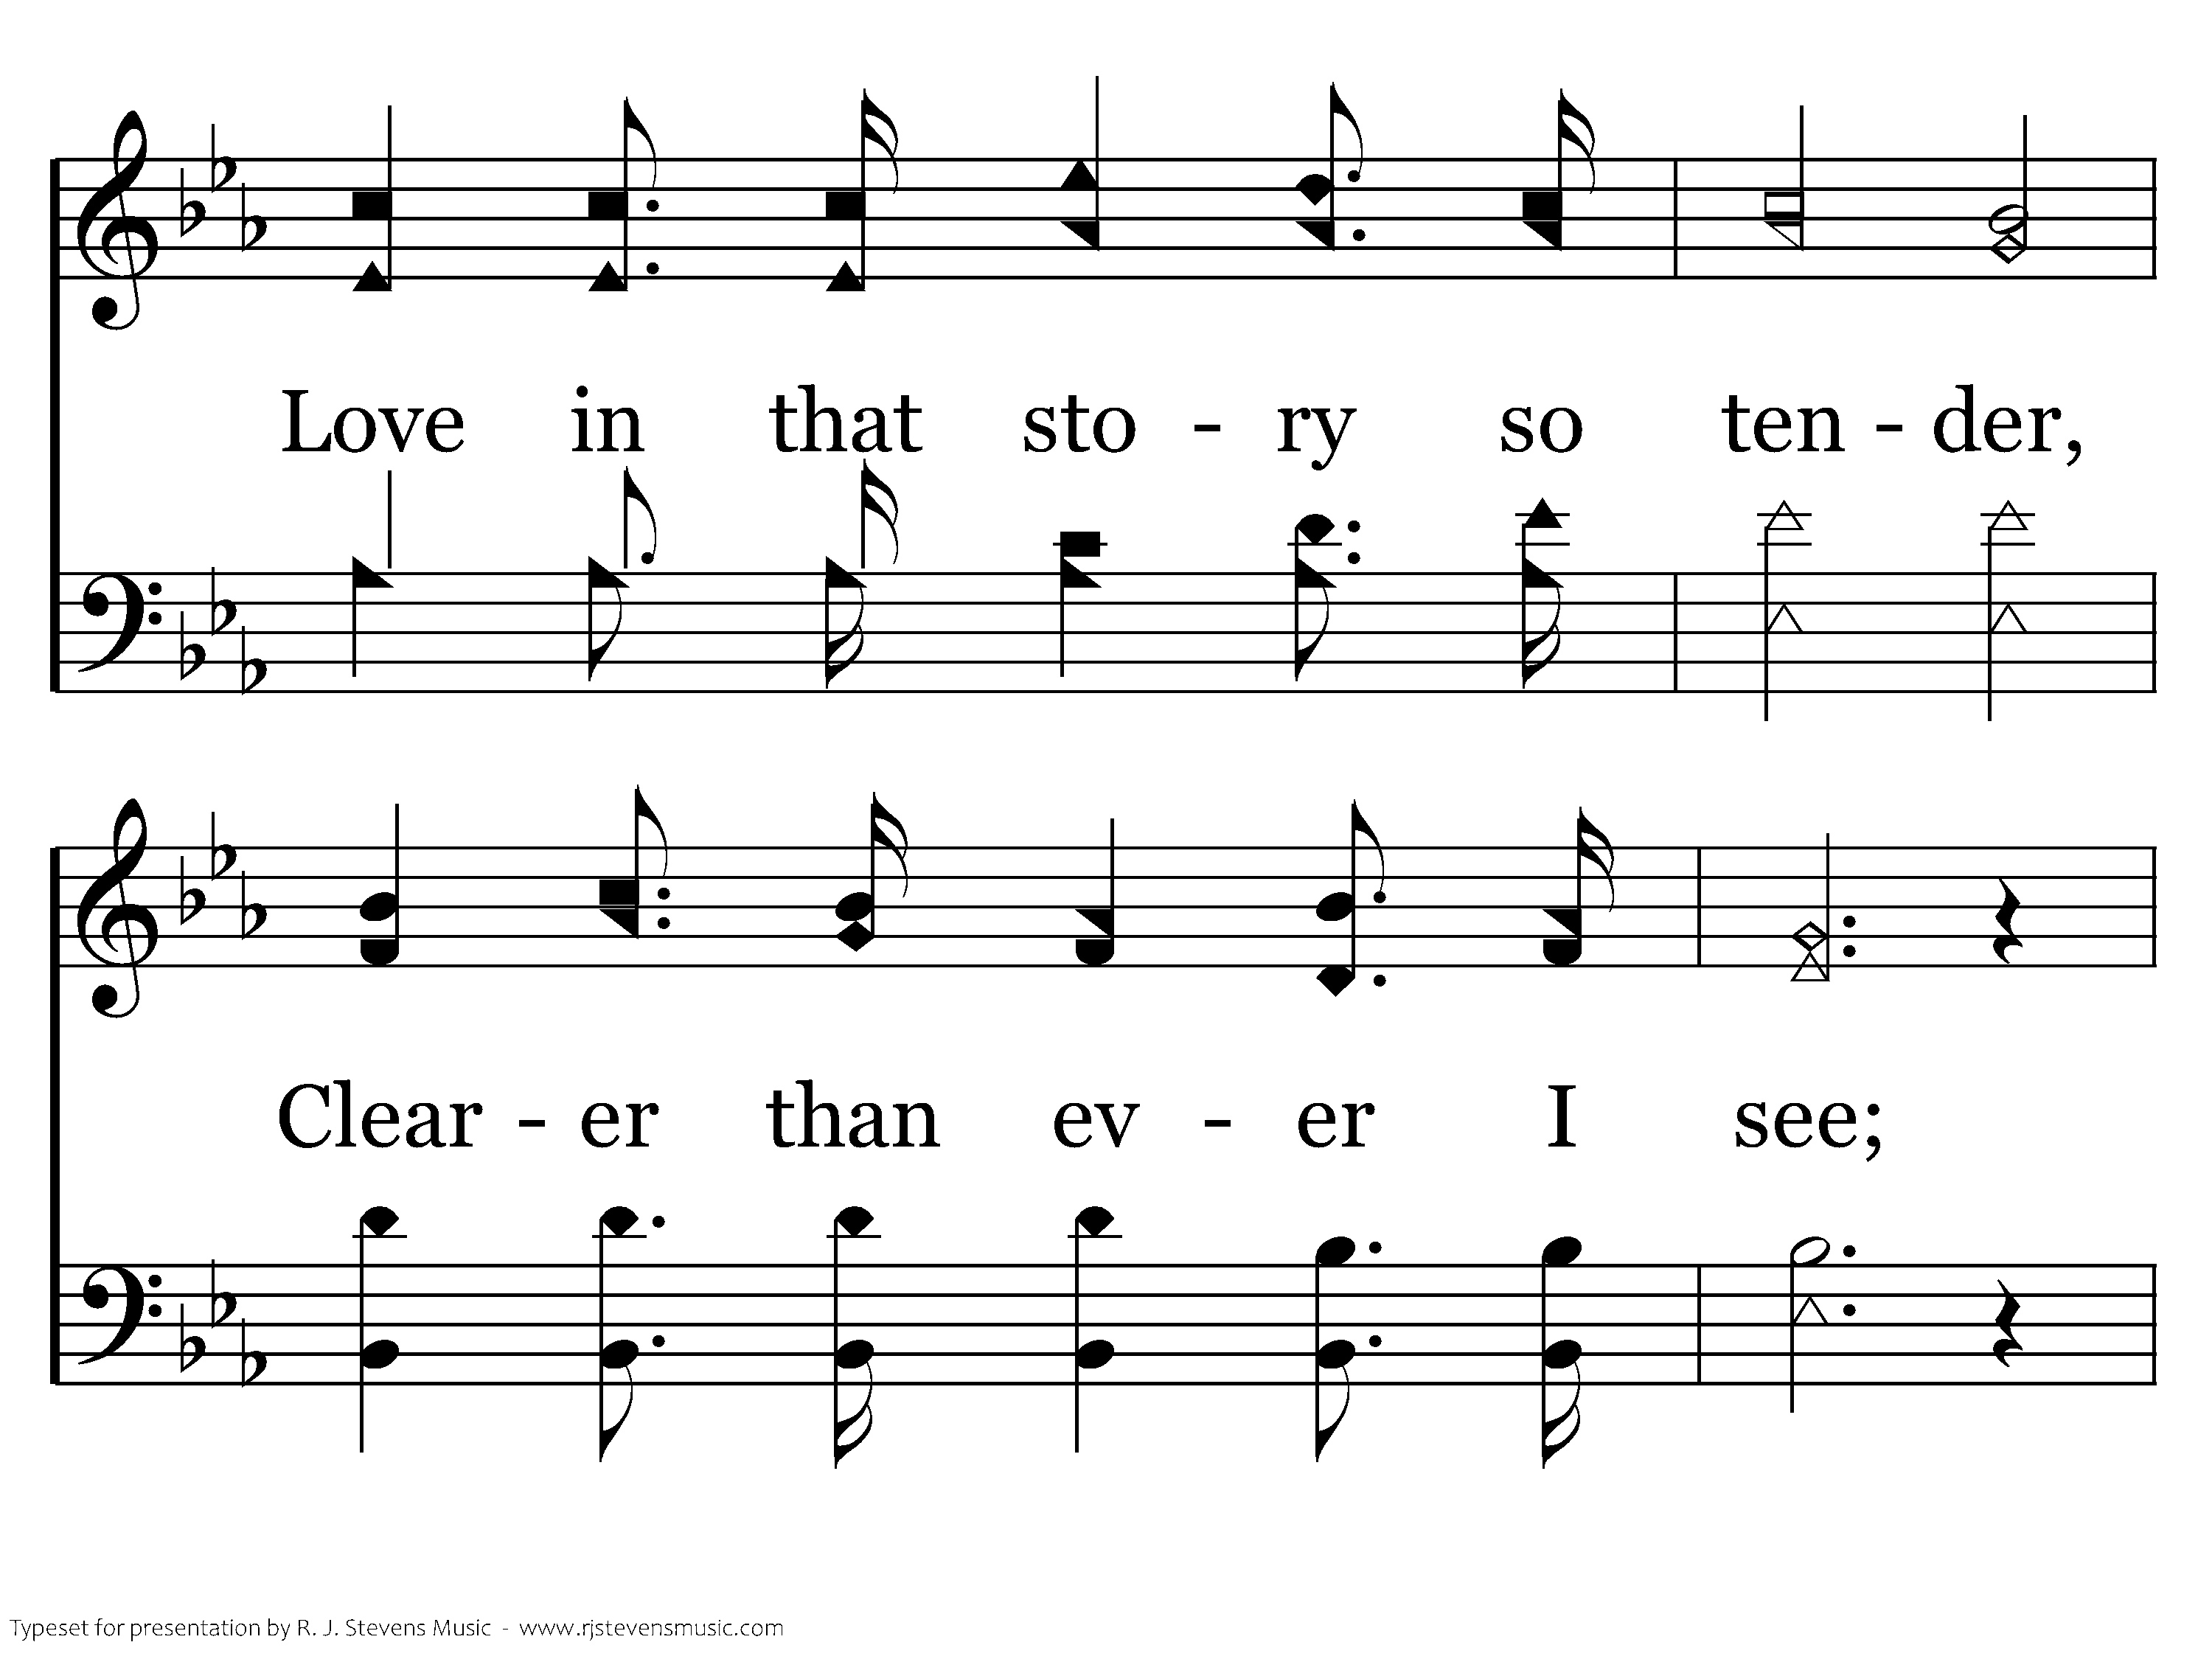 Love in that sto - ry so ten - der,
Clear - er than ev - er I see;
Typeset for presentation by R. J. Stevens Music - www.rjstevensmusic.com